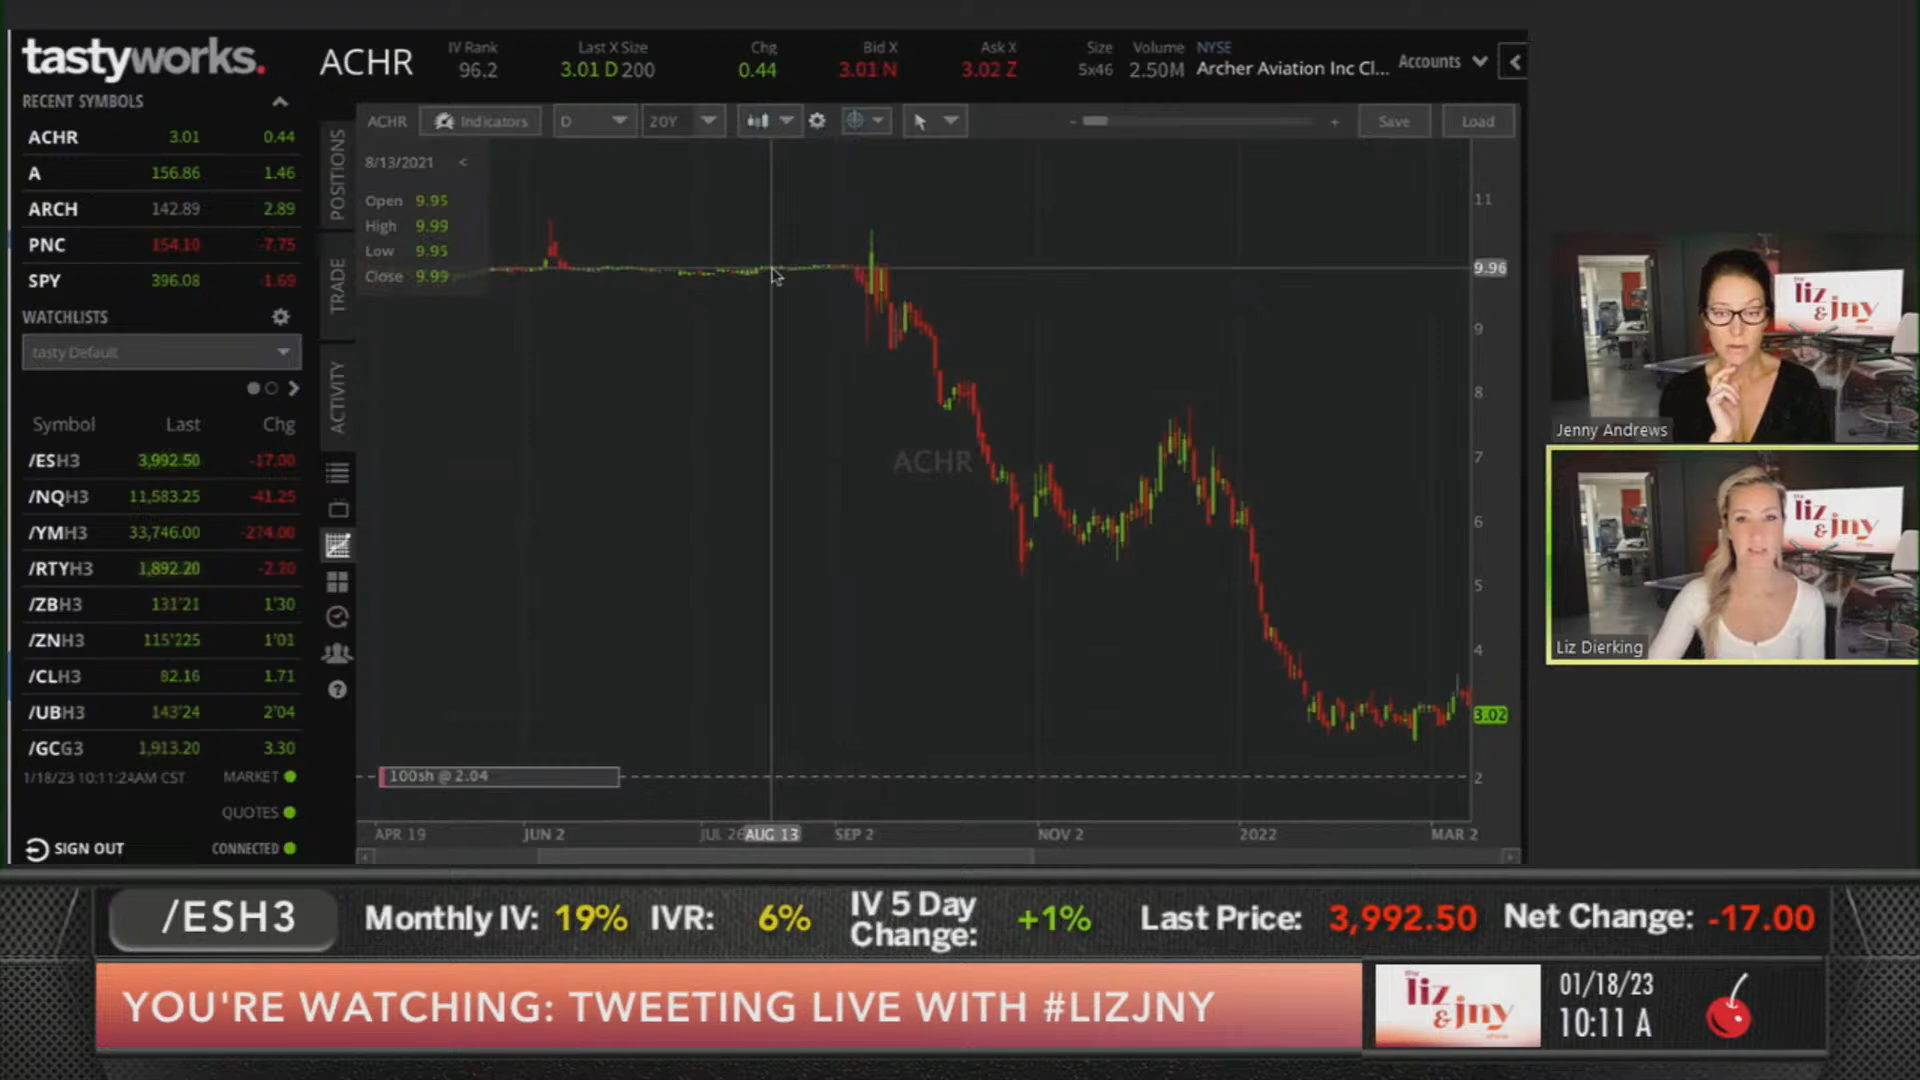 tastyworks.
ACHR
IV Rank
96.2
Last X Size
3.01 D 200
Chg
0.44
Bid X
3.01 N
Ask X
3.02 Z
Size
5x46
Volume
2.50M
NYSE
Archer Aviation Inc Cl...
Accounts
RECENT SYMBOLS
ACHR 3.01 0.44
A 156.86 1.46
ARCH 142.89 2.89
PNC 154.10 -7.75
SPY 396.08 -1.69
WATCHLISTS
tasty Default
Symbol Last Chg
/ESH3 3,992.50 -17.00
/NQH3 11,583.25 -41.25
/YMH3 33,746.00 -274.00
/RTYH3 1,892.20 -2.20
/ZBH3 131'21 1'30
/ZNH3 115'225 1'01
/CLH3 82.16 1.71
/UBH3 143'24 2'04
/GCG3 1,913.20 3.30
1/18/23 10:11:24AM CST MARKET
QUOTES
SIGN OUT CONNECTED
POSITIONS
TRADE
ACTIVITY
ACHR Indicators D 20Y - + Save Load
8/13/2021 <
Open 9.95
High 9.99
Low 9.95
Close 9.99
ACHR
11
9.96
9
8
7
6
5
4
3.02
2
100sh @ 2.04
APR 19 JUN 2 JUL 26 AUG 13 SEP 2 NOV 2 2022 MAR 2
the liz & jny show
Jenny Andrews
the liz & jny show
Liz Dierking
/ESH3 Monthly IV: 19% IVR: 6% IV 5 Day Change: +1% Last Price: 3,992.50 Net Change: -17.00
YOU'RE WATCHING: TWEETING LIVE WITH #LIZJNY
the liz & jny show
01/18/23
10:11 A